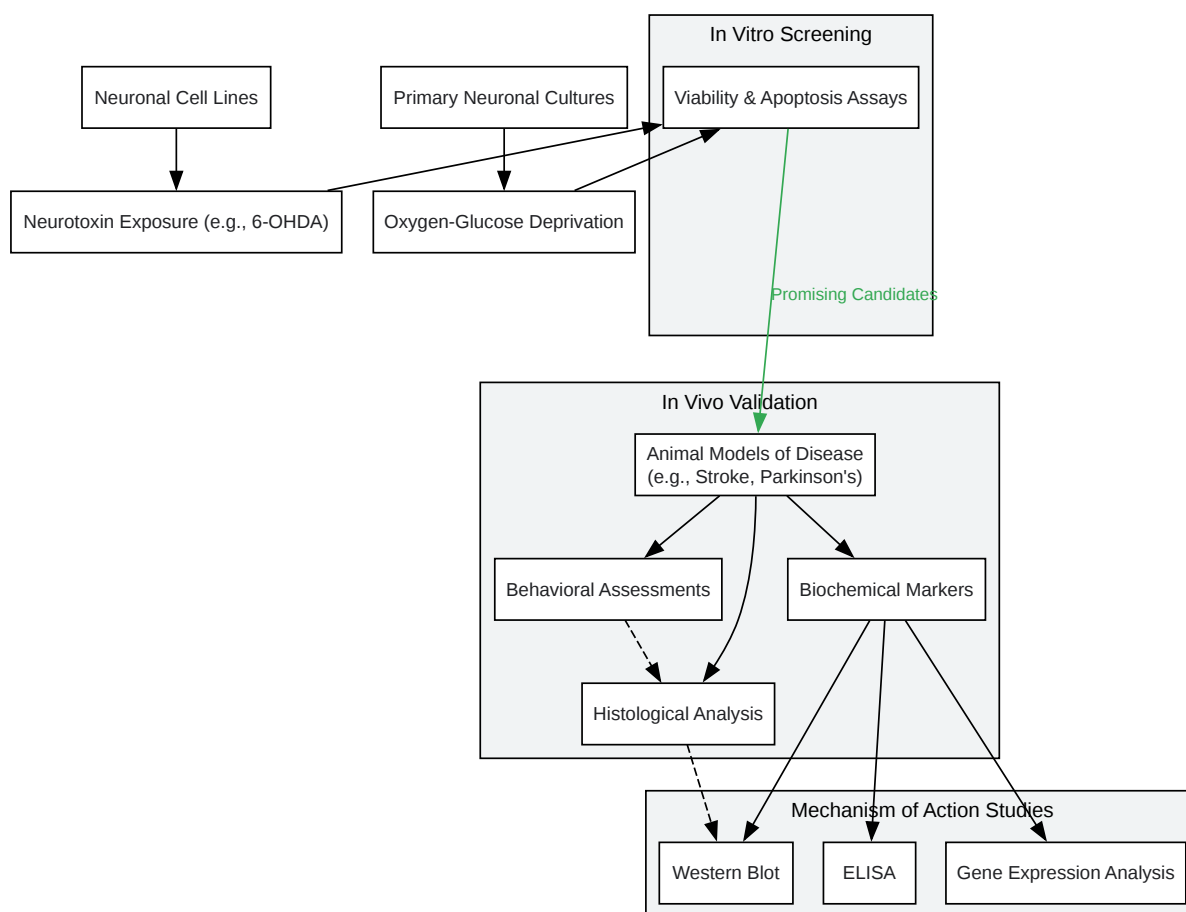 In Vitro Screening
Neuronal Cell Lines
Primary Neuronal Cultures
Viability & Apoptosis Assays
Neurotoxin Exposure (e.g., 6-OHDA)
Oxygen-Glucose Deprivation
Promising Candidates
In Vivo Validation
Animal Models of Disease
(e.g., Stroke, Parkinson's)
Behavioral Assessments
Biochemical Markers
Histological Analysis
Mechanism of Action Studies
Western Blot
ELISA
Gene Expression Analysis